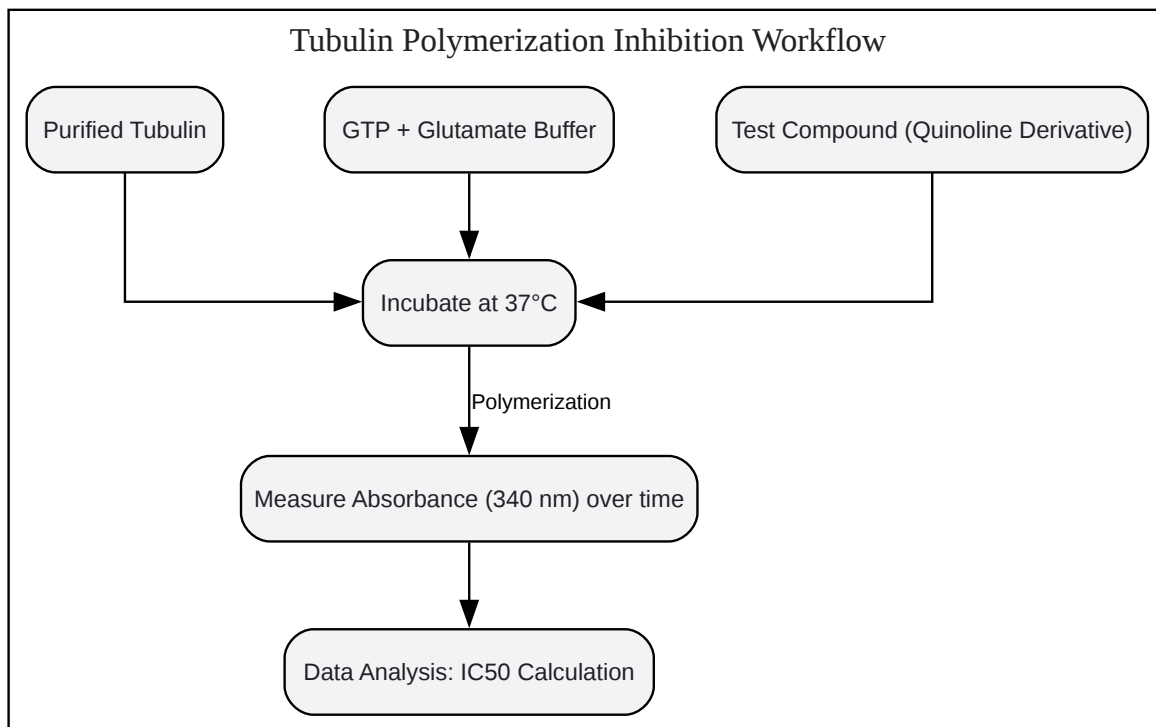 Tubulin Polymerization Inhibition Workflow
Purified Tubulin
GTP + Glutamate Buffer
Test Compound (Quinoline Derivative)
Incubate at 37°C
Polymerization
Measure Absorbance (340 nm) over time
Data Analysis: IC50 Calculation